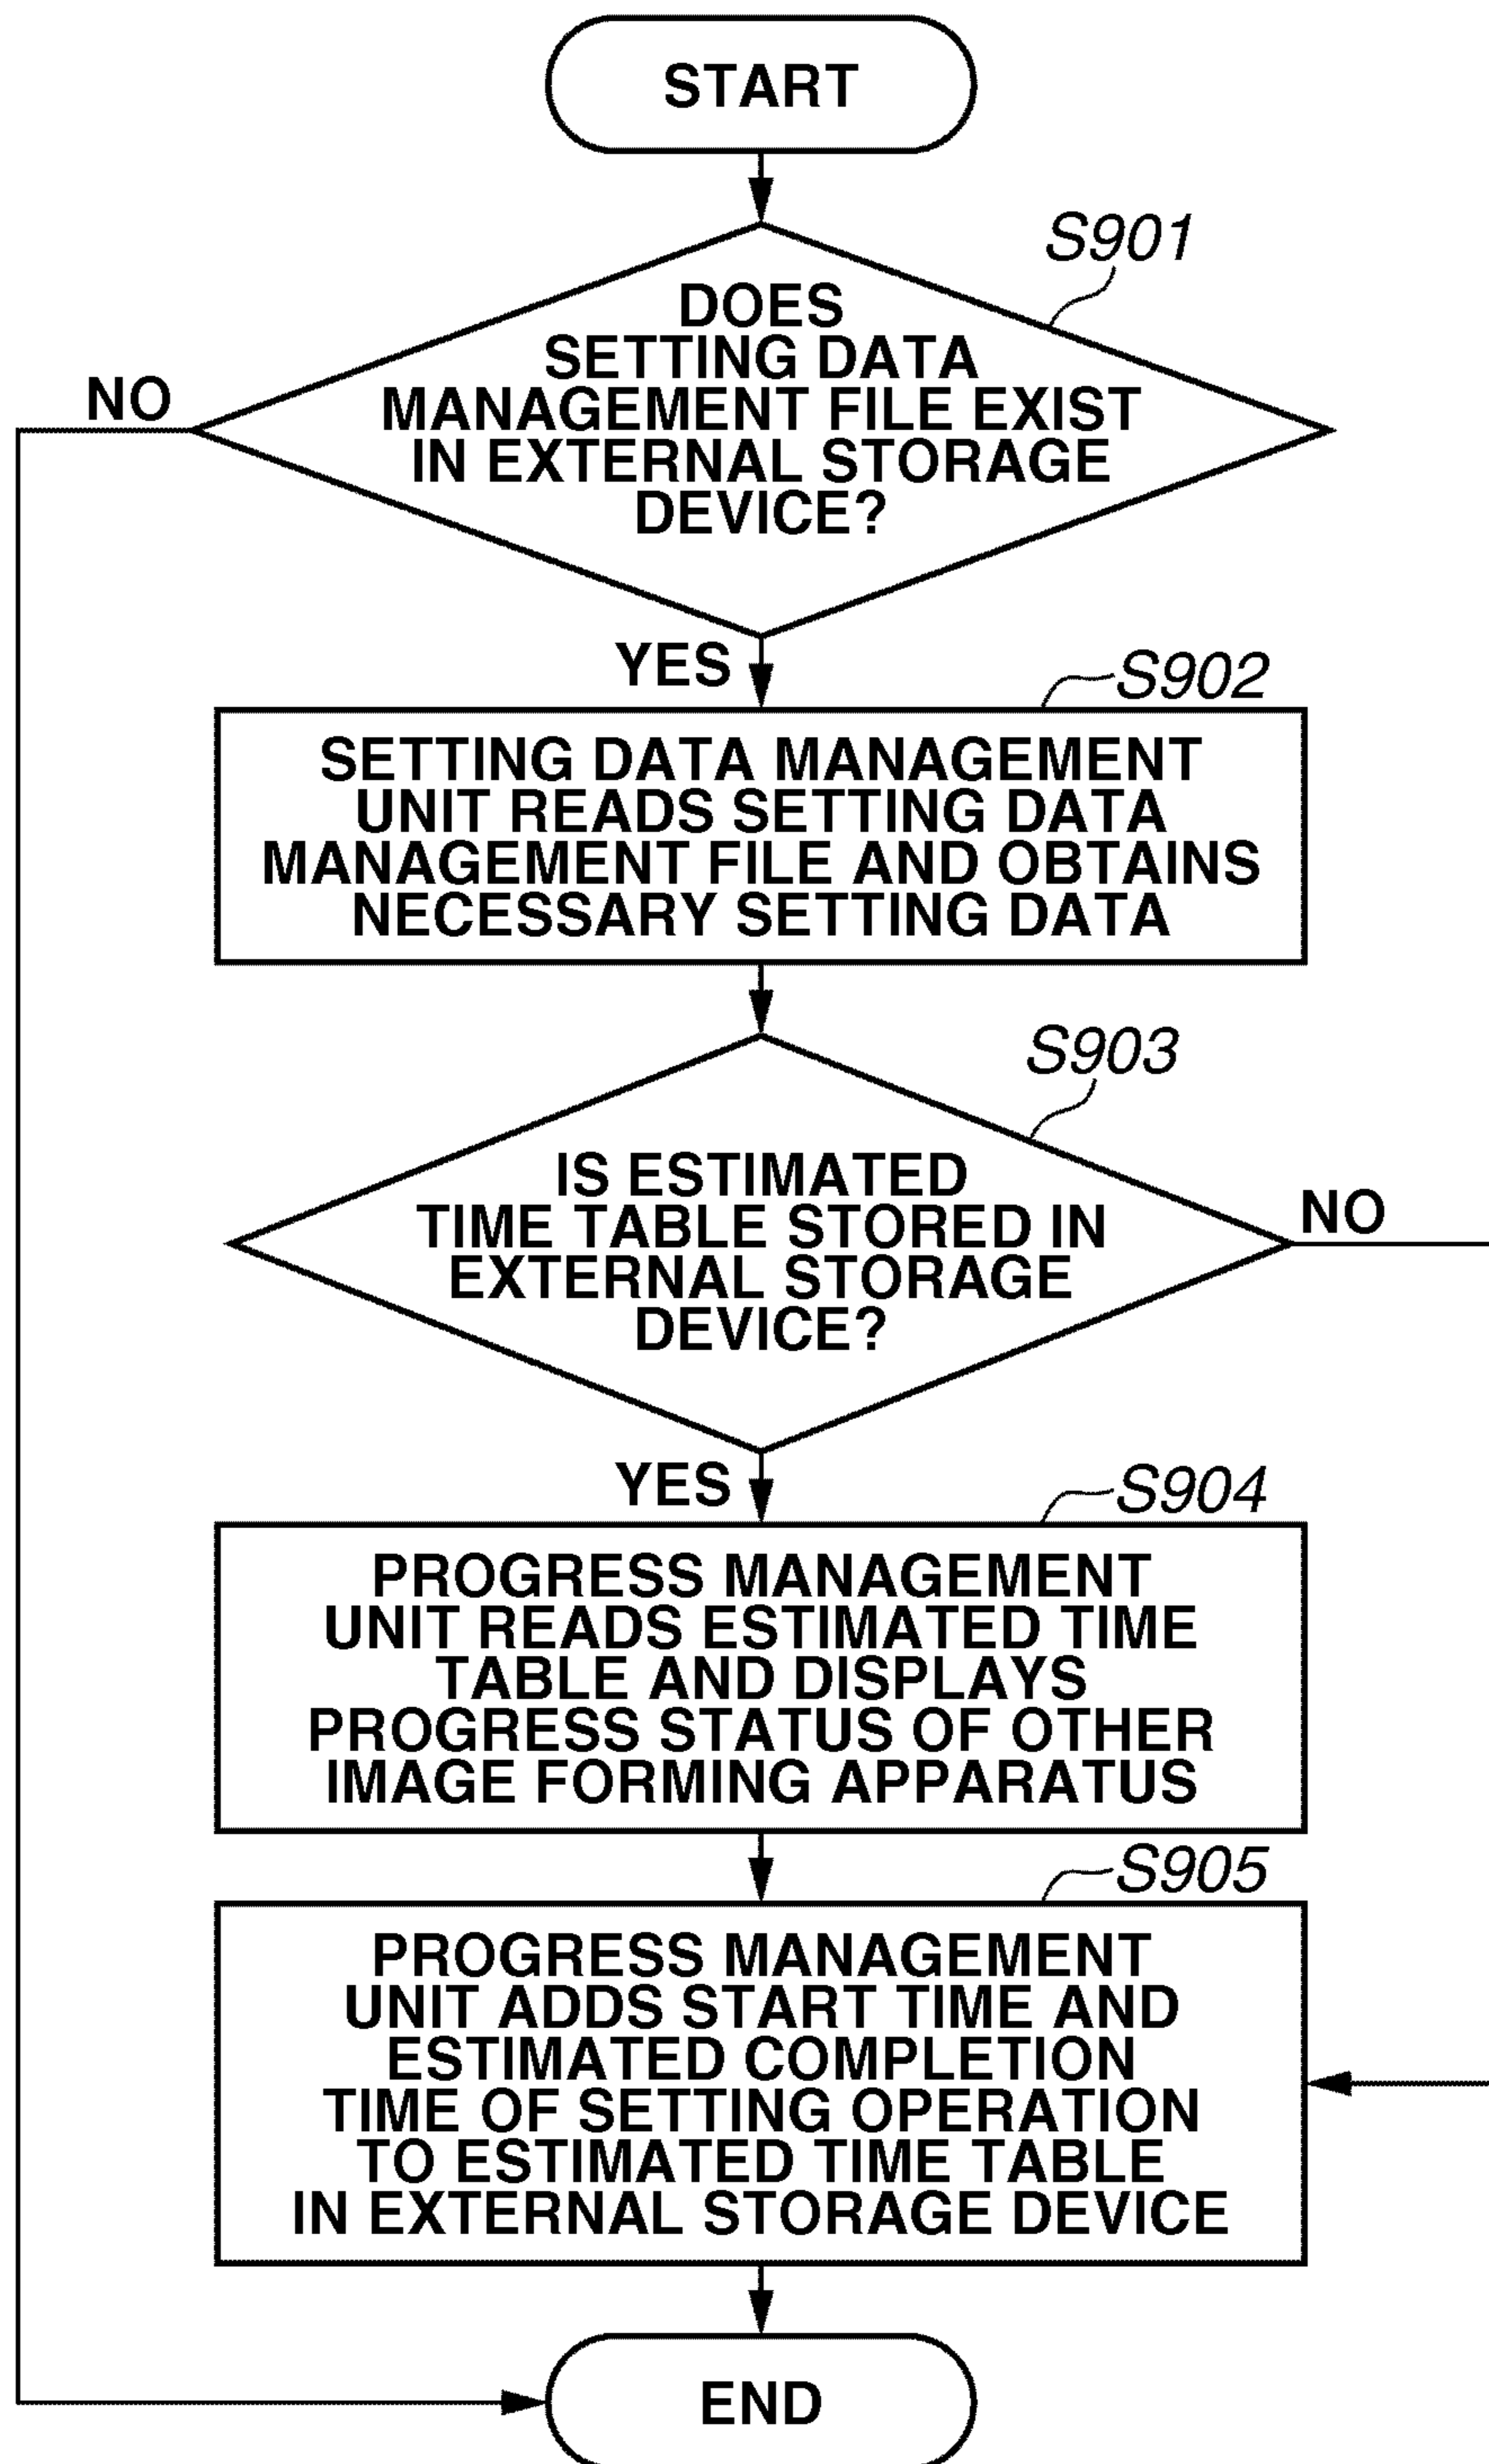 START
S901
DOES
SETTING DATA
MANAGEMENT FILE EXIST
IN EXTERNAL STORAGE
DEVICE?
NO
YES
S902
SETTING DATA MANAGEMENT
UNIT READS SETTING DATA
MANAGEMENT FILE AND OBTAINS
NECESSARY SETTING DATA
S903
IS ESTIMATED
TIME TABLE STORED IN
EXTERNAL STORAGE
DEVICE?
NO
YES
S904
PROGRESS MANAGEMENT
UNIT READS ESTIMATED TIME
TABLE AND DISPLAYS
PROGRESS STATUS OF OTHER
IMAGE FORMING APPARATUS
S905
PROGRESS MANAGEMENT
UNIT ADDS START TIME AND
ESTIMATED COMPLETION
TIME OF SETTING OPERATION
TO ESTIMATED TIME TABLE
IN EXTERNAL STORAGE DEVICE
END